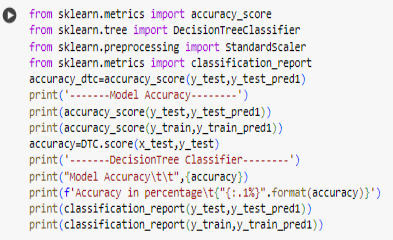 from sklearn.metrics import accuracy_score
from sklearn.tree import DecisionTreeClassifier
from sklearn.preprocessing import StandardScaler
from sklearn.metrics import classification_report
accuracy_dtc=accuracy_score(y_test,y_test_pred1)
print('-------Model Accuracy--------')
print(accuracy_score(y_test,y_test_pred1))
print(accuracy_score(y_train,y_train_pred1))
accuracy=DTC.score(x_test,y_test)
print('-------DecisionTree Classifier--------')
print("Model Accuracy\t\t",{accuracy})
print(f'Accuracy in percentage\t{"{:.1%}".format(accuracy)}')
print(classification_report(y_test,y_test_pred1))
print(classification_report(y_train,y_train_pred1))